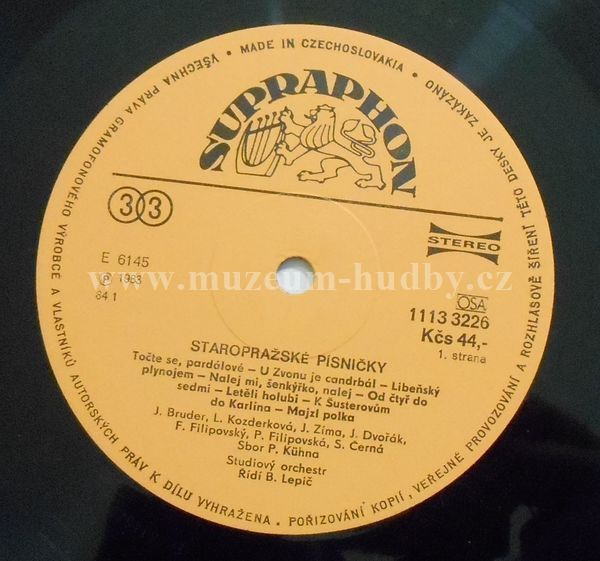 VŠECHNA PRÁVA GRAMOFONOVÉHO VÝROBCE A VLASTNÍKŮ AUTORSKÝCH PRÁV K DÍLU VYHRAŽENA. POŘIZOVÁNÍ KOPIÍ, VEŘEJNÉ PROVOZOVÁNÍ A ROZHLASOVÉ ŠÍŘENÍ TÉTO DESKY JE ZAKÁZÁNO • MADE IN CZECHOSLOVAKIA •
SUPRAPHON
33
STEREO
E 6145
℗ 1983
84 1
www.muzeum-hudby.cz
OSA
1113 3226
Kčs 44,-
1. strana
STAROPRAŽSKÉ PÍSNIČKY
Točte se, pardálové – U Zvonu je candrbál – Libeňský
plynojem – Nalej mi, šenkýřko, nalej – Od čtyř do
sedmi – Letěli holubi – K Šusterovům
do Karlína – Majzl polka
J. Bruder, L. Kozderková, J. Zíma, J. Dvořák,
F. Filipovský, P. Filipovská, S. Černá
Sbor P. Kühna
Studiový orchestr
Řídí B. Lepič